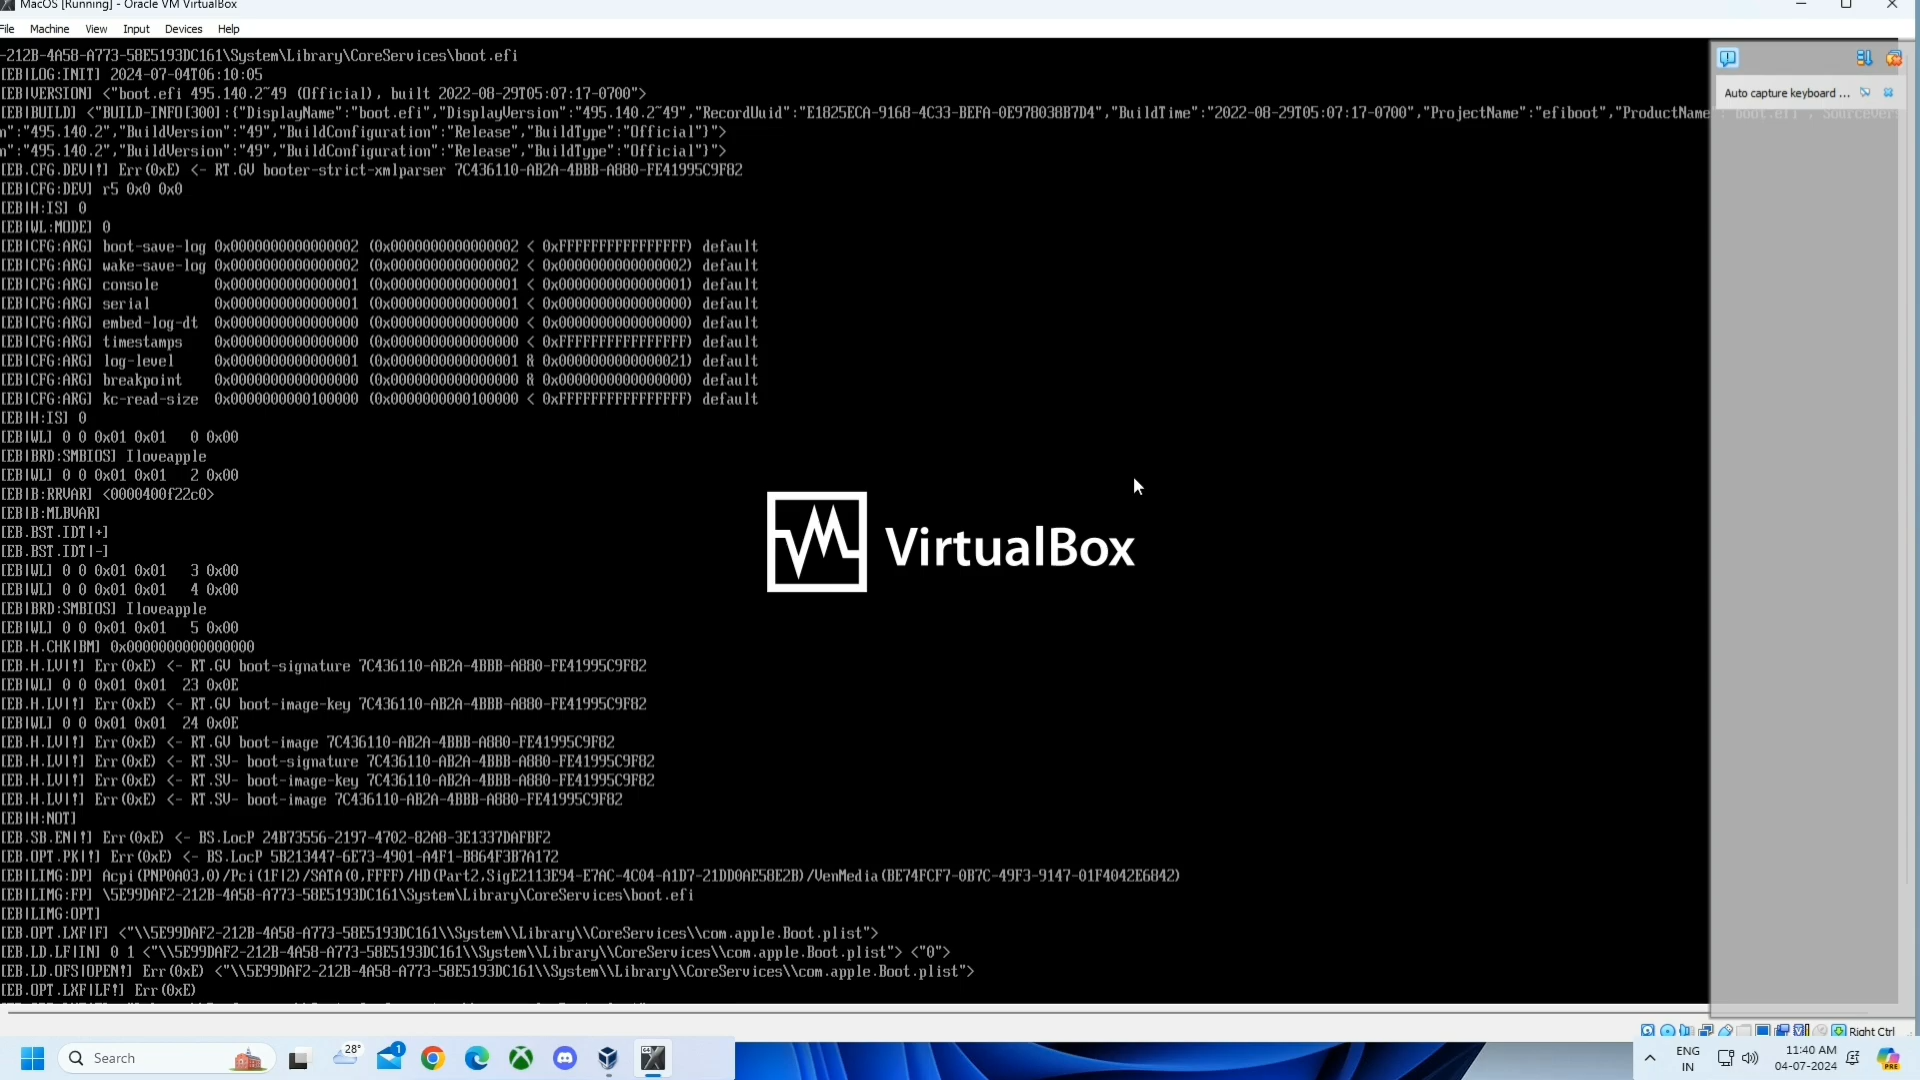 MacOS [Running] - Oracle VM VirtualBox
File Machine View Input Devices Help
-212B-4A58-A773-58E5193DC161\System\Library\CoreServices\boot.efi
[EB|LOG:INIT] 2024-07-04T06:10:05
[EB|VERSION] <"boot.efi 495.140.2~49 (Official), built 2022-08-29T05:07:17-0700">
[EB|BUILD] <"BUILD-INFO[300]:{"DisplayName":"boot.efi","DisplayVersion":"495.140.2~49","RecordUuid":"E1825ECA-9168-4C33-BEFA-0E978038B7D4","BuildTime":"2022-08-29T05:07:17-0700","ProjectName":"efiboot","ProductName":"boot.efi","SourceVers
n":"495.140.2","BuildVersion":"49","BuildConfiguration":"Release","BuildType":"Official"}">
n":"495.140.2","BuildVersion":"49","BuildConfiguration":"Release","BuildType":"Official"}">
[EB.CFG.DEV|!] Err(0xE) <- RT.GV booter-strict-xmlparser 7C436110-AB2A-4BBB-A880-FE41995C9F82
[EB|CFG:DEV] r5 0x0 0x0
[EB|H:IS] 0
[EB|WL:MODE] 0
[EB|CFG:ARG] boot-save-log 0x0000000000000002 (0x0000000000000002 < 0xFFFFFFFFFFFFFFFF) default
[EB|CFG:ARG] wake-save-log 0x0000000000000002 (0x0000000000000002 < 0x0000000000000002) default
[EB|CFG:ARG] console 0x0000000000000001 (0x0000000000000001 < 0x0000000000000001) default
[EB|CFG:ARG] serial 0x0000000000000001 (0x0000000000000001 < 0x0000000000000000) default
[EB|CFG:ARG] embed-log-dt 0x0000000000000000 (0x0000000000000000 < 0x0000000000000000) default
[EB|CFG:ARG] timestamps 0x0000000000000000 (0x0000000000000000 < 0xFFFFFFFFFFFFFFFF) default
[EB|CFG:ARG] log-level 0x0000000000000001 (0x0000000000000001 & 0x0000000000000021) default
[EB|CFG:ARG] breakpoint 0x0000000000000000 (0x0000000000000000 & 0x0000000000000000) default
[EB|CFG:ARG] kc-read-size 0x0000000000100000 (0x0000000000100000 < 0xFFFFFFFFFFFFFFFF) default
[EB|H:IS] 0
[EB|WL] 0 0 0x01 0x01 0 0x00
[EB|BRD:SMBIOS] Iloveapple
[EB|WL] 0 0 0x01 0x01 2 0x00
[EB|B:RRVAR] <0000400f22c0>
[EB|B:MLBVAR]
[EB.BST.IDT|+]
[EB.BST.IDT|-]
[EB|WL] 0 0 0x01 0x01 3 0x00
[EB|WL] 0 0 0x01 0x01 4 0x00
[EB|BRD:SMBIOS] Iloveapple
[EB|WL] 0 0 0x01 0x01 5 0x00
[EB.H.CHK|BM] 0x0000000000000000
[EB.H.LV|!] Err(0xE) <- RT.GV boot-signature 7C436110-AB2A-4BBB-A880-FE41995C9F82
[EB|WL] 0 0 0x01 0x01 23 0x0E
[EB.H.LV|!] Err(0xE) <- RT.GV boot-image-key 7C436110-AB2A-4BBB-A880-FE41995C9F82
[EB|WL] 0 0 0x01 0x01 24 0x0E
[EB.H.LV|!] Err(0xE) <- RT.GV boot-image 7C436110-AB2A-4BBB-A880-FE41995C9F82
[EB.H.LV|!] Err(0xE) <- RT.SV- boot-signature 7C436110-AB2A-4BBB-A880-FE41995C9F82
[EB.H.LV|!] Err(0xE) <- RT.SV- boot-image-key 7C436110-AB2A-4BBB-A880-FE41995C9F82
[EB.H.LV|!] Err(0xE) <- RT.SV- boot-image 7C436110-AB2A-4BBB-A880-FE41995C9F82
[EB|H:NOT]
[EB.SB.EN|!] Err(0xE) <- BS.LocP 24B73556-2197-4702-82A8-3E1337DAFBF2
[EB.OPT.PK|!] Err(0xE) <- BS.LocP 5B213447-6E73-4901-A4F1-B864F3B7A172
[EB|LIMG:DP] Acpi(PNP0A03,0)/Pci(1F|2)/SATA(0,FFFF)/HD(Part2,SigE2113E94-E7AC-4C04-A1D7-21DD0AE58E2B)/VenMedia(BE74FCF7-0B7C-49F3-9147-01F4042E6842)
[EB|LIMG:FP] \5E99DAF2-212B-4A58-A773-58E5193DC161\System\Library\CoreServices\boot.efi
[EB|LIMG:OPT]
[EB.OPT.LXF|F] <"\\5E99DAF2-212B-4A58-A773-58E5193DC161\\System\\Library\\CoreServices\\com.apple.Boot.plist">
[EB.LD.LF|IN] 0 1 <"\\5E99DAF2-212B-4A58-A773-58E5193DC161\\System\\Library\\CoreServices\\com.apple.Boot.plist"> <"0">
[EB.LD.OFS|OPEN!] Err(0xE) <"\\5E99DAF2-212B-4A58-A773-58E5193DC161\\System\\Library\\CoreServices\\com.apple.Boot.plist">
[EB.OPT.LXF|LF!] Err(0xE)
VirtualBox
Auto capture keyboard ...
Right Ctrl
Search
28°
1
ENG
IN
11:40 AM
04-07-2024
PRE